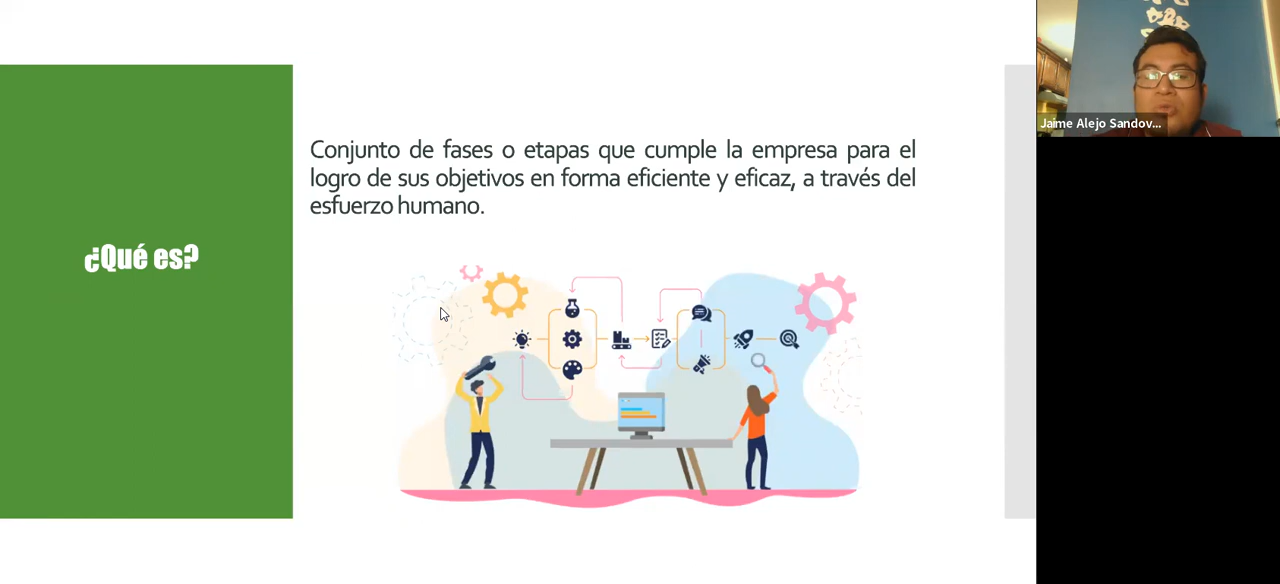 ¿Qué es?
Conjunto de fases o etapas que cumple la empresa para el
logro de sus objetivos en forma eficiente y eficaz, a través del
esfuerzo humano.
Jaime Alejo Sandov...